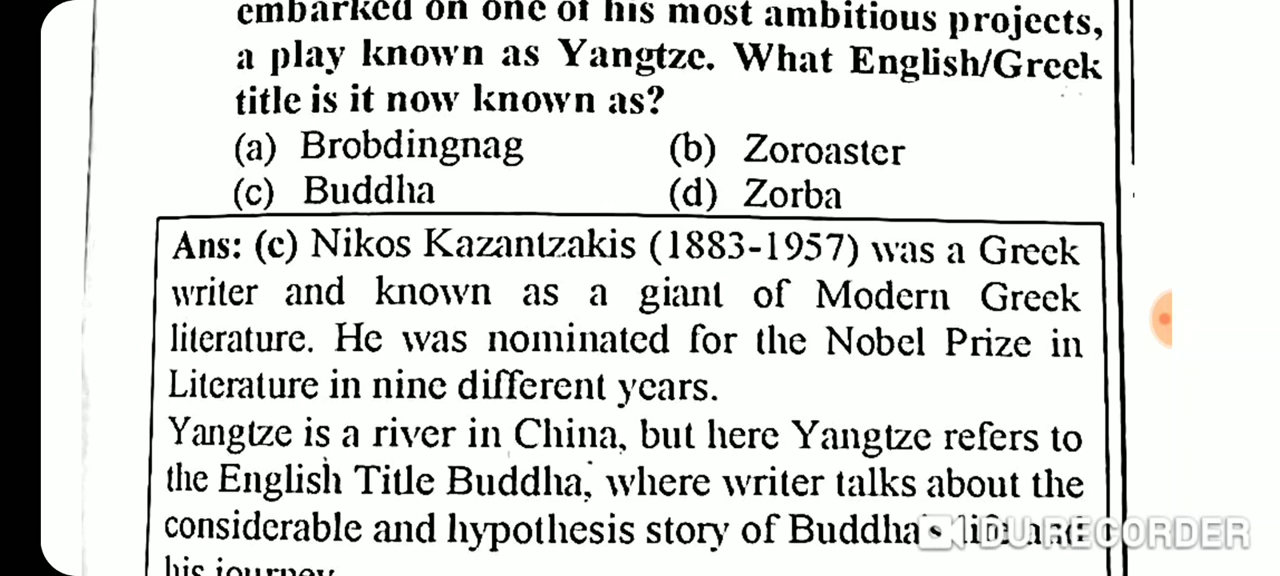 embarked on one of his most ambitious projects,
a play known as Yangtze. What English/Greek
title is it now known as?
(a) Brobdingnag (b) Zoroaster
(c) Buddha (d) Zorba
Ans: (c) Nikos Kazantzakis (1883-1957) was a Greek
writer and known as a giant of Modern Greek
literature. He was nominated for the Nobel Prize in
Literature in nine different years.
Yangtze is a river in China, but here Yangtze refers to
the English Title Buddha, where writer talks about the
considerable and hypothesis story of Buddha's life and
his journey
DU RECORDER